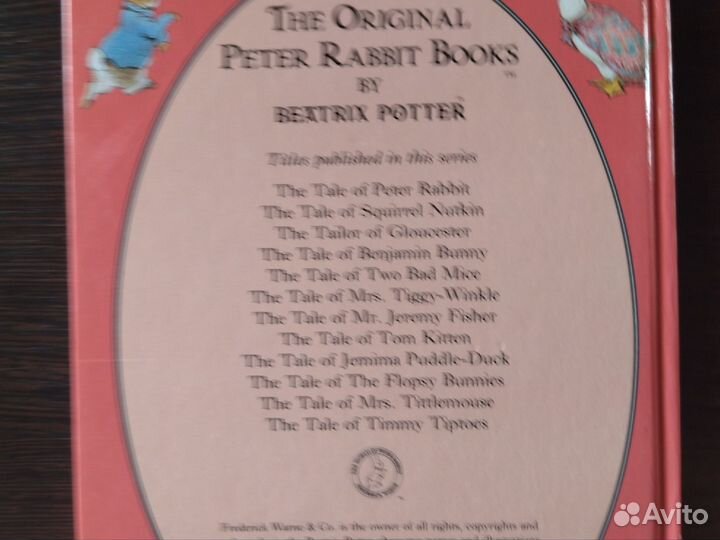 THE ORIGINAL
PETER RABBIT BOOKS™
BY
BEATRIX POTTER
Titles published in this series
The Tale of Peter Rabbit
The Tale of Squirrel Nutkin
The Tailor of Gloucester
The Tale of Benjamin Bunny
The Tale of Two Bad Mice
The Tale of Mrs. Tiggy-Winkle
The Tale of Mr. Jeremy Fisher
The Tale of Tom Kitten
The Tale of Jemima Puddle-Duck
The Tale of The Flopsy Bunnies
The Tale of Mrs. Tittlemouse
The Tale of Timmy Tiptoes
Frederick Warne & Co. is the owner of all rights, copyrights and
Avito